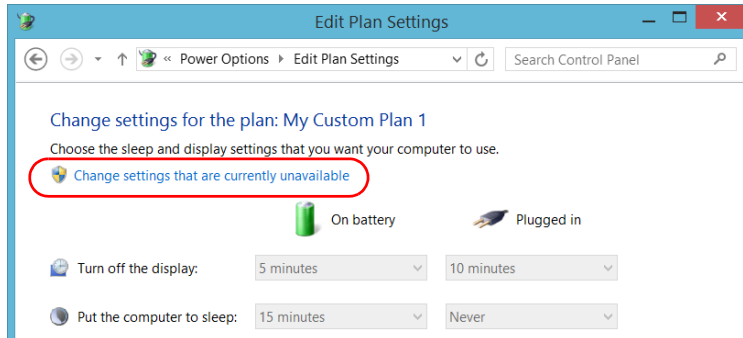 Edit Plan Settings
« Power Options Edit Plan Settings Search Control Panel
Change settings for the plan: My Custom Plan 1
Choose the sleep and display settings that you want your computer to use.
Change settings that are currently unavailable
On battery Plugged in
Turn off the display: 5 minutes 10 minutes
Put the computer to sleep: 15 minutes Never